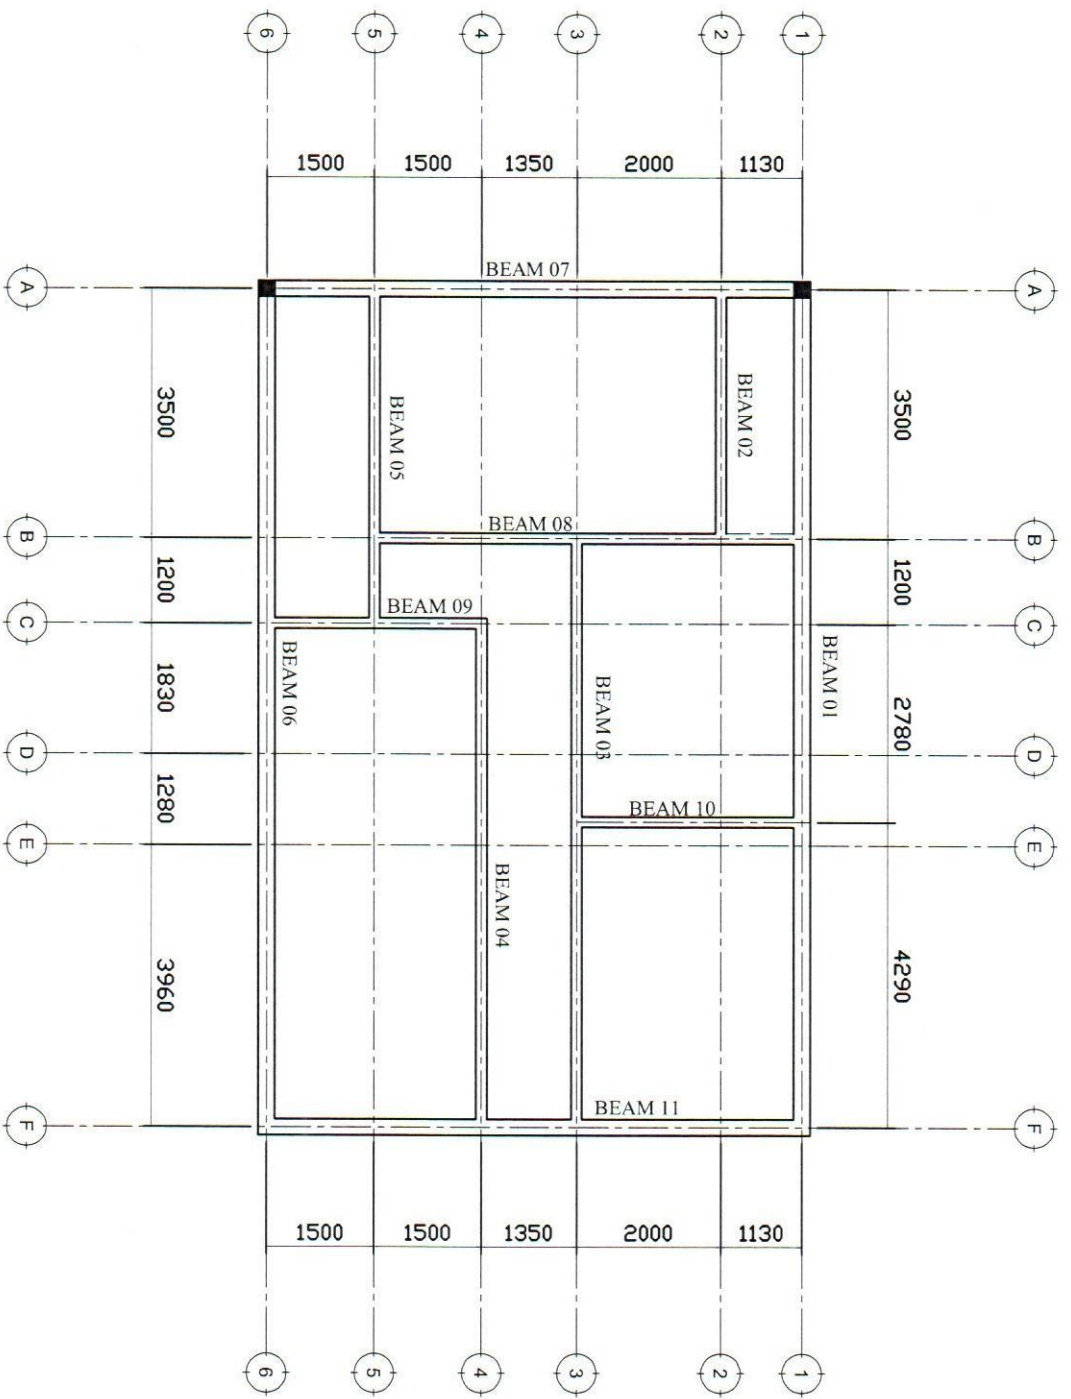 6 5 4 3 2 1
1500 1500 1350 2000 1130
BEAM 07
A A
3500 3500
BEAM 02
BEAM 05
BEAM 08
B B
1200 1200
BEAM 09
C C
BEAM 06
BEAM 01
1830 2780
BEAM 03
D D
1280
BEAM 10
E E
BEAM 04
3960 4290
BEAM 11
F F
1500 1500 1350 2000 1130
6 5 4 3 2 1